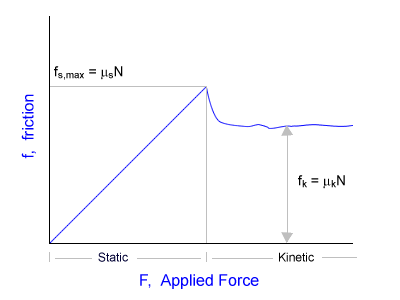 f, friction
fs,max = μsN
fk = μkN
Static
Kinetic
F, Applied Force